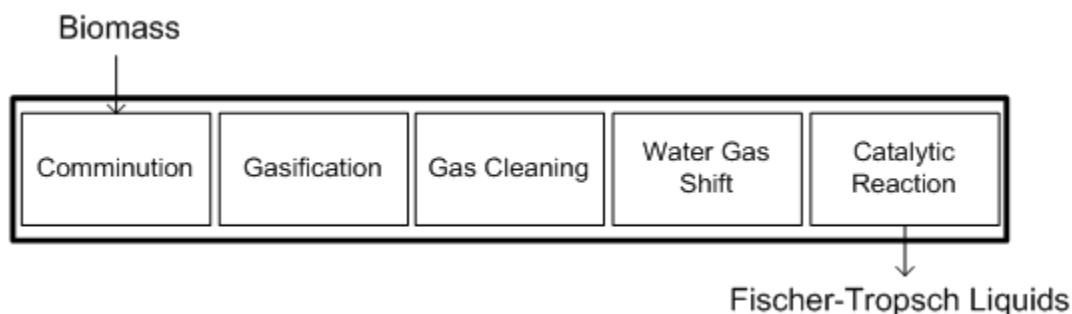 Biomass
Comminution
Gasification
Gas Cleaning
Water Gas
Shift
Catalytic
Reaction
Fischer-Tropsch Liquids